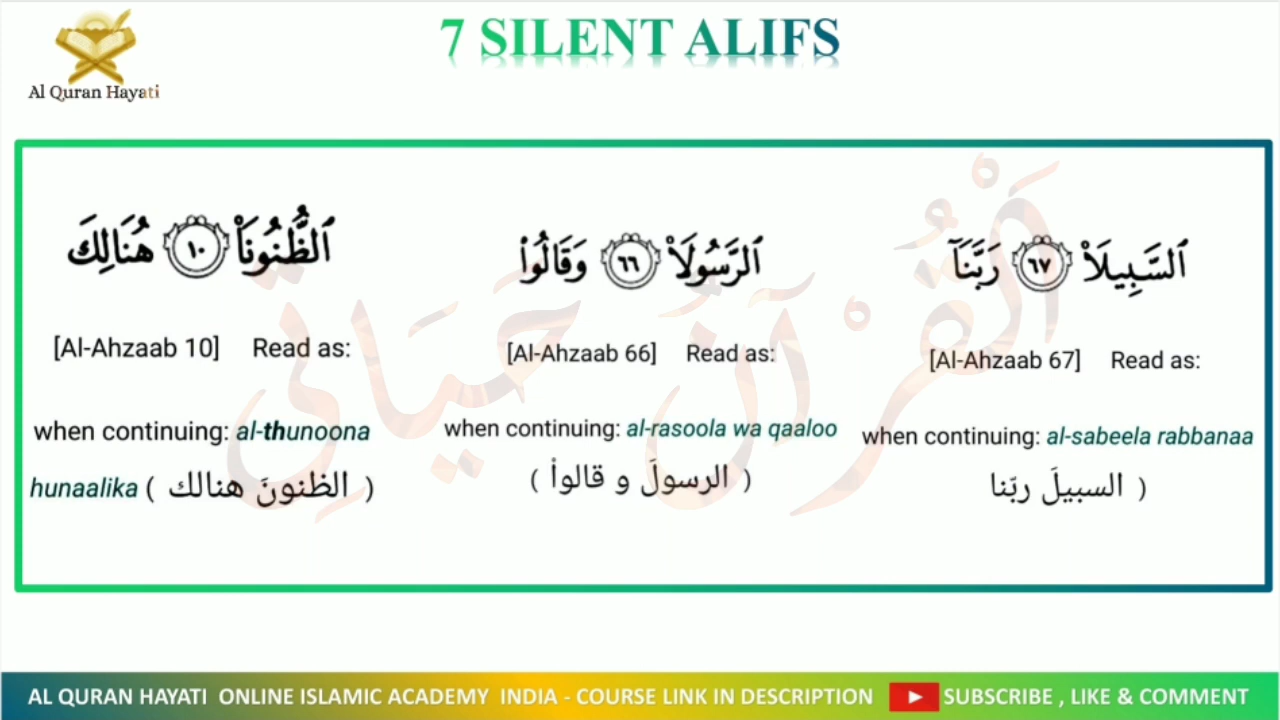 Al Quran Hayati
7 SILENT ALIFS
ٱلظُّنُونَا۠ ١٠ هُنَالِكَ
[Al-Ahzaab 10] Read as:
when continuing: al-thunoona
hunaalika ( الظنونَ هنالك )
ٱلرَّسُولَا۠ ٦٦ وَقَالُوا۟
[Al-Ahzaab 66] Read as:
when continuing: al-rasoola wa qaaloo
( الرسولَ و قالوا۟ )
ٱلسَّبِيلَا۠ ٦٧ رَبَّنَآ
[Al-Ahzaab 67] Read as:
when continuing: al-sabeela rabbanaa
السبيلَ ربّنا )
الْقُرْآنُ حَيَاتِي
AL QURAN HAYATI ONLINE ISLAMIC ACADEMY INDIA - COURSE LINK IN DESCRIPTION SUBSCRIBE , LIKE & COMMENT